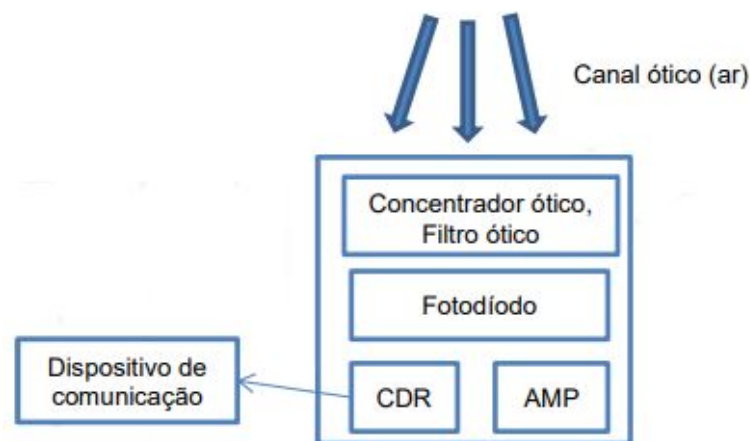 Canal ótico (ar)
Concentrador ótico,
Filtro ótico
Fotodíodo
Dispositivo de
comunicação
CDR
AMP